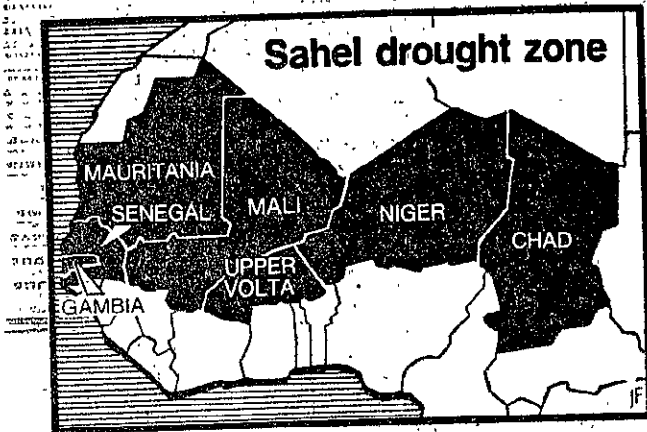 Sahel drought zone
MAURITANIA
SENEGAL
MALI
NIGER
CHAD
UPPER
VOLTA
GAMBIA
JF